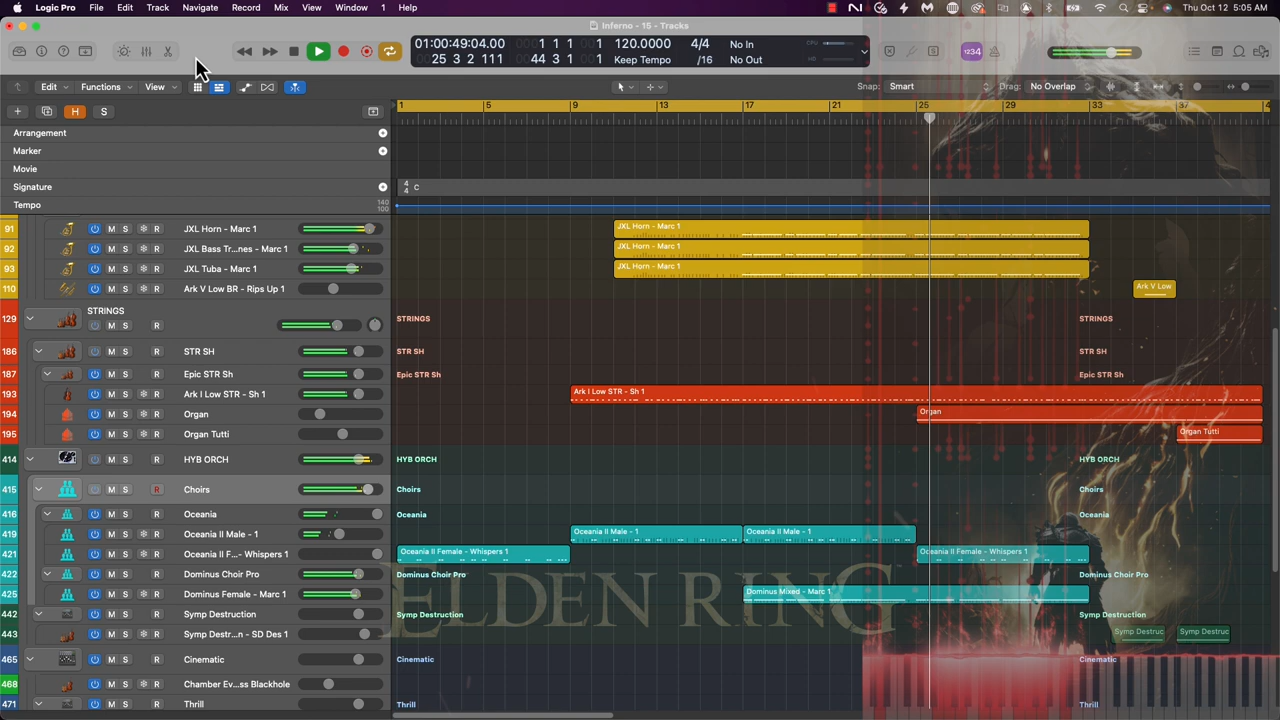 Logic Pro File Edit Track Navigate Record Mix View Window 1 Help Thu Oct 12 5:05 AM
Inferno - 15 - Tracks
01:00:49:04.00 1 1 1 1 120.0000 4/4 No In CPU
25 3 2 111 44 3 1 1 Keep Tempo /16 No Out HD
1234
Edit Functions View Snap: Smart Drag: No Overlap
H S 1 5 9 13 17 21 25 29 33 37 4
Arrangement
Marker
Movie
Signature 4/4 C
Tempo 140 100
91 M S R JXL Horn - Marc 1 JXL Horn - Marc 1
92 M S R JXL Bass Tr...nes - Marc 1 JXL Horn - Marc 1
93 M S R JXL Tuba - Marc 1 JXL Horn - Marc 1
110 M S R Ark V Low BR - Rips Up 1 Ark V Low
129 STRINGS M S R STRINGS STRINGS
186 M S R STR SH STR SH STR SH
187 M S R Epic STR Sh Epic STR Sh Epic STR Sh
193 M S R Ark I Low STR - Sh 1 Ark I Low STR - Sh 1
194 M S R Organ Organ
195 M S R Organ Tutti Organ Tutti
414 M S R HYB ORCH HYB ORCH HYB ORCH
415 M S R Choirs Choirs Choirs
416 M S R Oceania Oceania Oceania
419 M S R Oceania II Male - 1 Oceania II Male - 1 Oceania II Male - 1
421 M S R Oceania II F...- Whispers 1 Oceania II Female - Whispers 1 Oceania II Female - Whispers 1
422 M S R Dominus Choir Pro Dominus Choir Pro Dominus Choir Pro
425 M S R Dominus Female - Marc 1 Dominus Mixed - Marc 1
ELDEN RING
442 M S R Symp Destruction Symp Destruction Symp Destruction
443 M S R Symp Destr...n - SD Des 1 Symp Destruc Symp Destruc
465 M S R Cinematic Cinematic Cinematic
468 M S R Chamber Ev...ss Blackhole
471 M S R Thrill Thrill Thrill